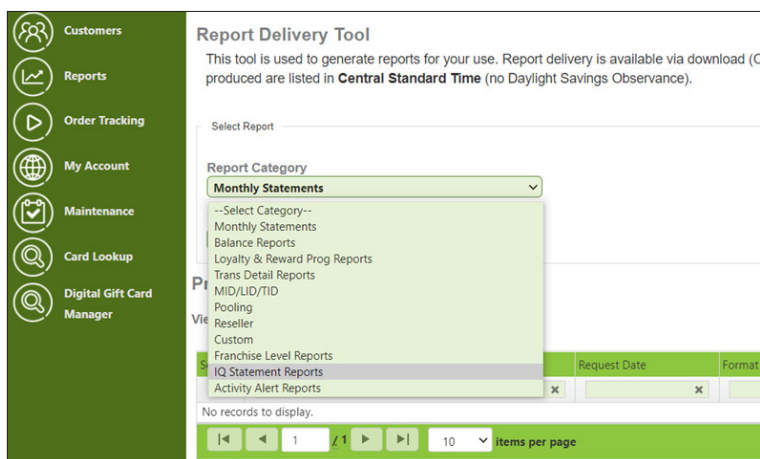 Customers
Reports
Order Tracking
My Account
Maintenance
Card Lookup
Digital Gift Card
Manager
Report Delivery Tool
This tool is used to generate reports for your use. Report delivery is available via download (
produced are listed in Central Standard Time (no Daylight Savings Observance).
Select Report
Report Category
Monthly Statements
--Select Category--
Monthly Statements
Balance Reports
Loyalty & Reward Prog Reports
Trans Detail Reports
MID/LID/TID
Pooling
Reseller
Custom
Franchise Level Reports
IQ Statement Reports
Activity Alert Reports
Request Date
Format
No records to display.
1 / 1 10 items per page